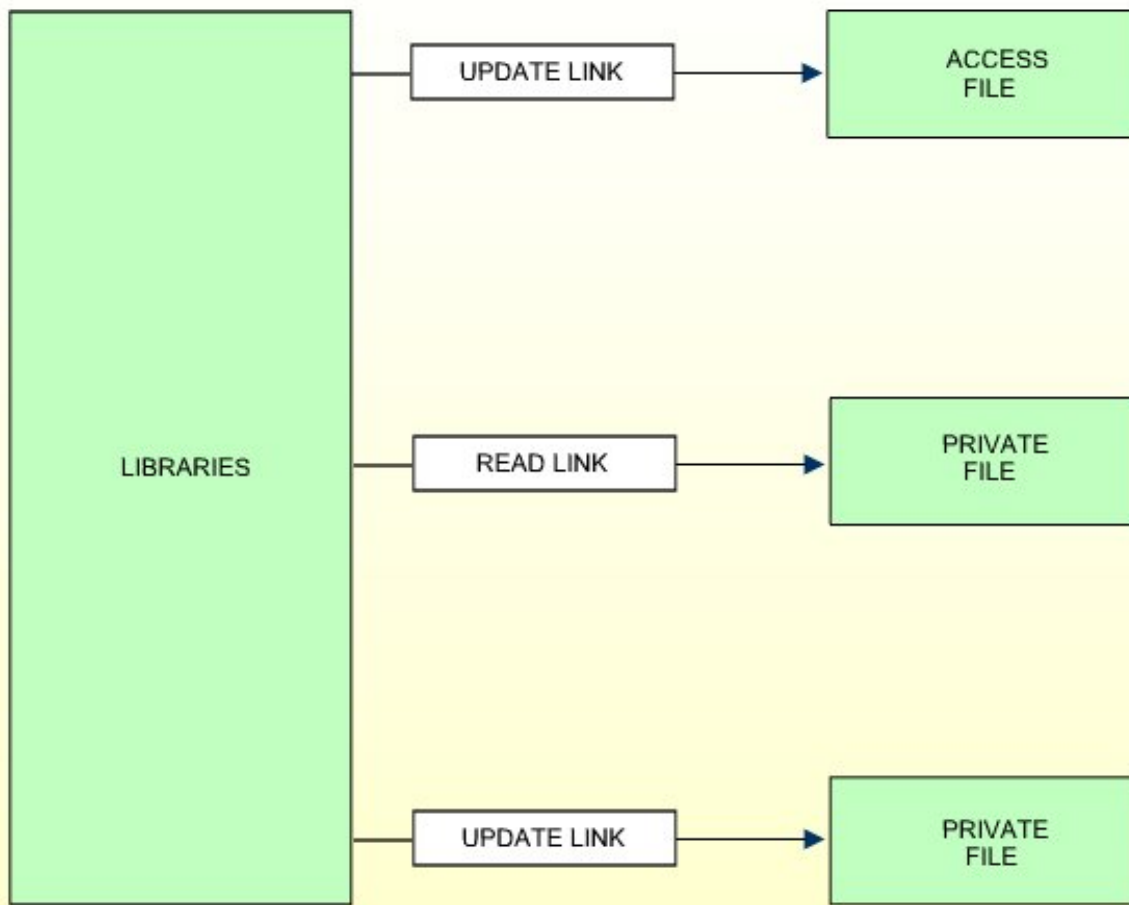 UPDATE LINK
ACCESS
FILE
LIBRARIES
READ LINK
PRIVATE
FILE
UPDATE LINK
PRIVATE
FILE